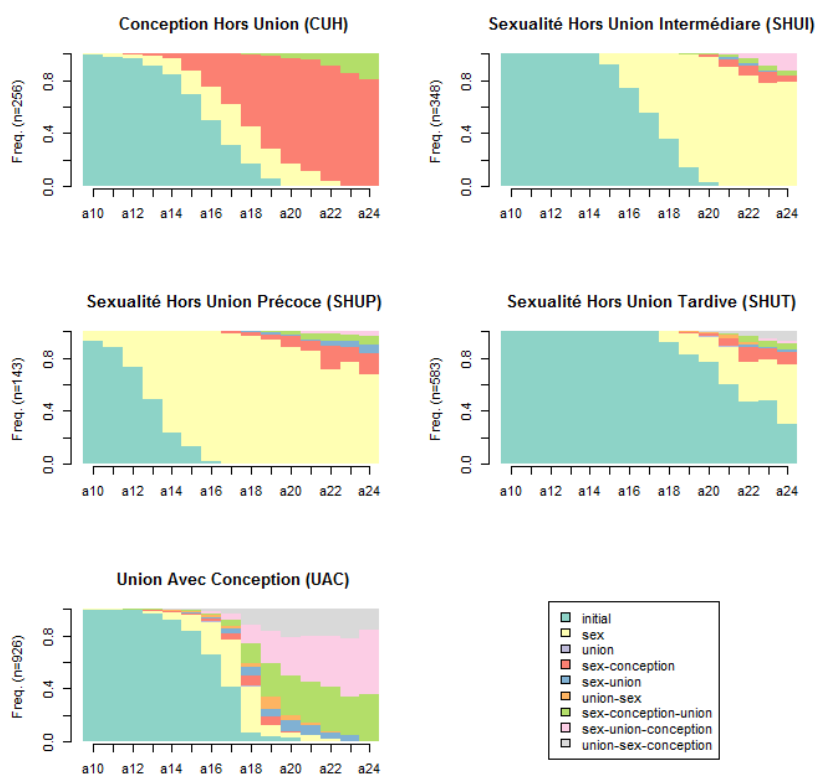 Conception Hors Union (CUH)
Freq. (n=256)
0.0 0.4 0.8
a10 a12 a14 a16 a18 a20 a22 a24
Sexualité Hors Union Intermédiare (SHUI)
Freq. (n=348)
0.0 0.4 0.8
a10 a12 a14 a16 a18 a20 a22 a24
Sexualité Hors Union Précoce (SHUP)
Freq. (n=143)
0.0 0.4 0.8
a10 a12 a14 a16 a18 a20 a22 a24
Sexualité Hors Union Tardive (SHUT)
Freq. (n=583)
0.0 0.4 0.8
a10 a12 a14 a16 a18 a20 a22 a24
Union Avec Conception (UAC)
Freq. (n=926)
0.0 0.4 0.8
a10 a12 a14 a16 a18 a20 a22 a24
initial
sex
union
sex-conception
sex-union
union-sex
sex-conception-union
sex-union-conception
union-sex-conception